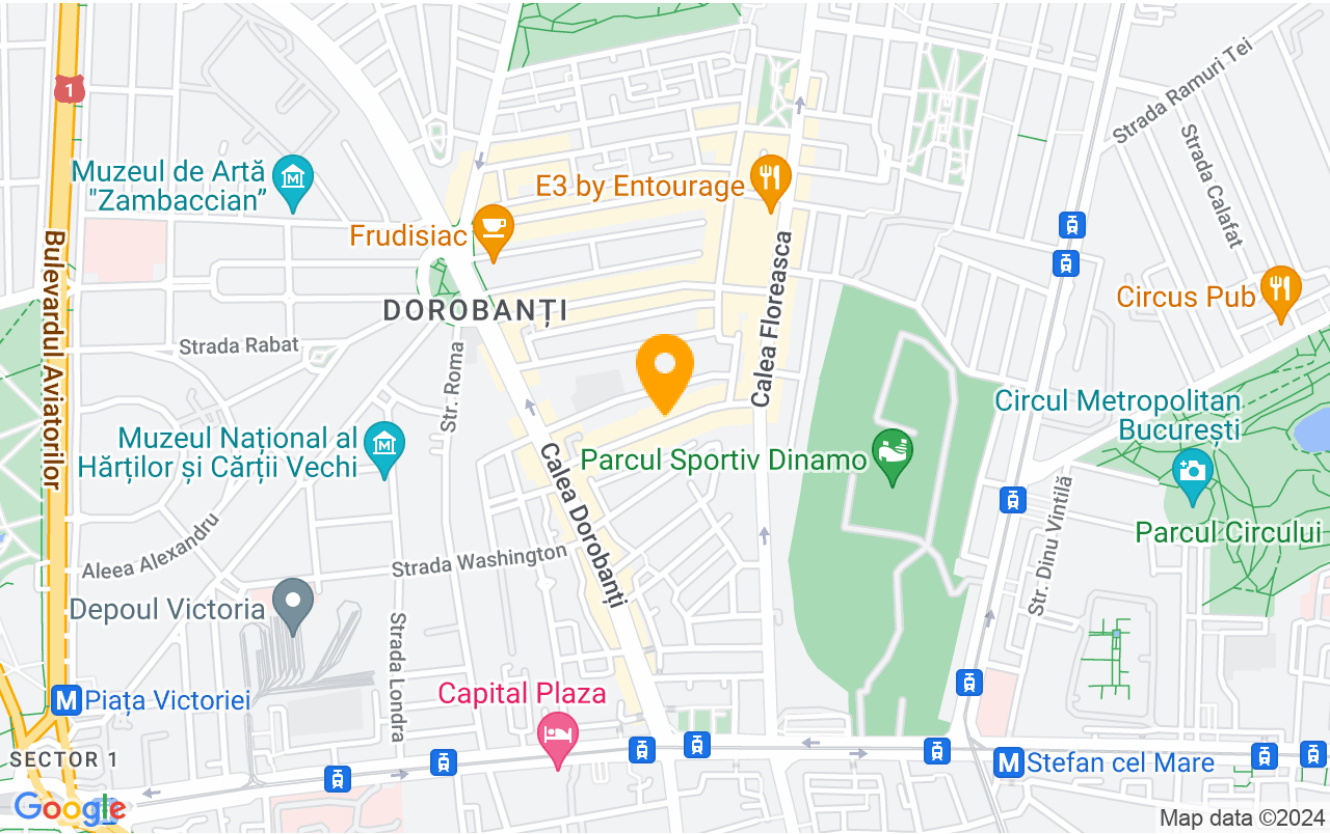 1
Strada Ramuri Tei
Strada Calafat
Muzeul de Artă
"Zambaccian”
E3 by Entourage
Frudisiac
Bulevardul Aviatorilor
Calea Floreasca
Circus Pub
DOROBANȚI
Strada Rabat
Str. Roma
Circul Metropolitan
București
Muzeul Național al
Hărților și Cărții Vechi
Calea Dorobanți
Parcul Sportiv Dinamo
Str. Dinu Vintilă
Parcul Circului
Aleea Alexandru
Strada Washington
Depoul Victoria
Strada Londra
M Piața Victoriei
Capital Plaza
SECTOR 1
M Stefan cel Mare
Google
Map data ©2024